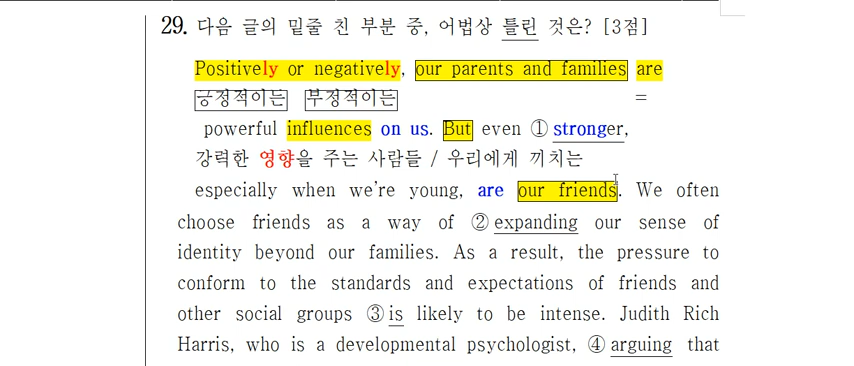 29. 다음 글의 밑줄 친 부분 중, 어법상 틀린 것은? [3점]
Positively or negatively, our parents and families are
긍정적이든 부정적이든 =
powerful influences on us. But even ① stronger,
강력한 영향을 주는 사람들 / 우리에게 끼치는
especially when we're young, are our friends. We often
choose friends as a way of ② expanding our sense of
identity beyond our families. As a result, the pressure to
conform to the standards and expectations of friends and
other social groups ③ is likely to be intense. Judith Rich
Harris, who is a developmental psychologist, ④ arguing that